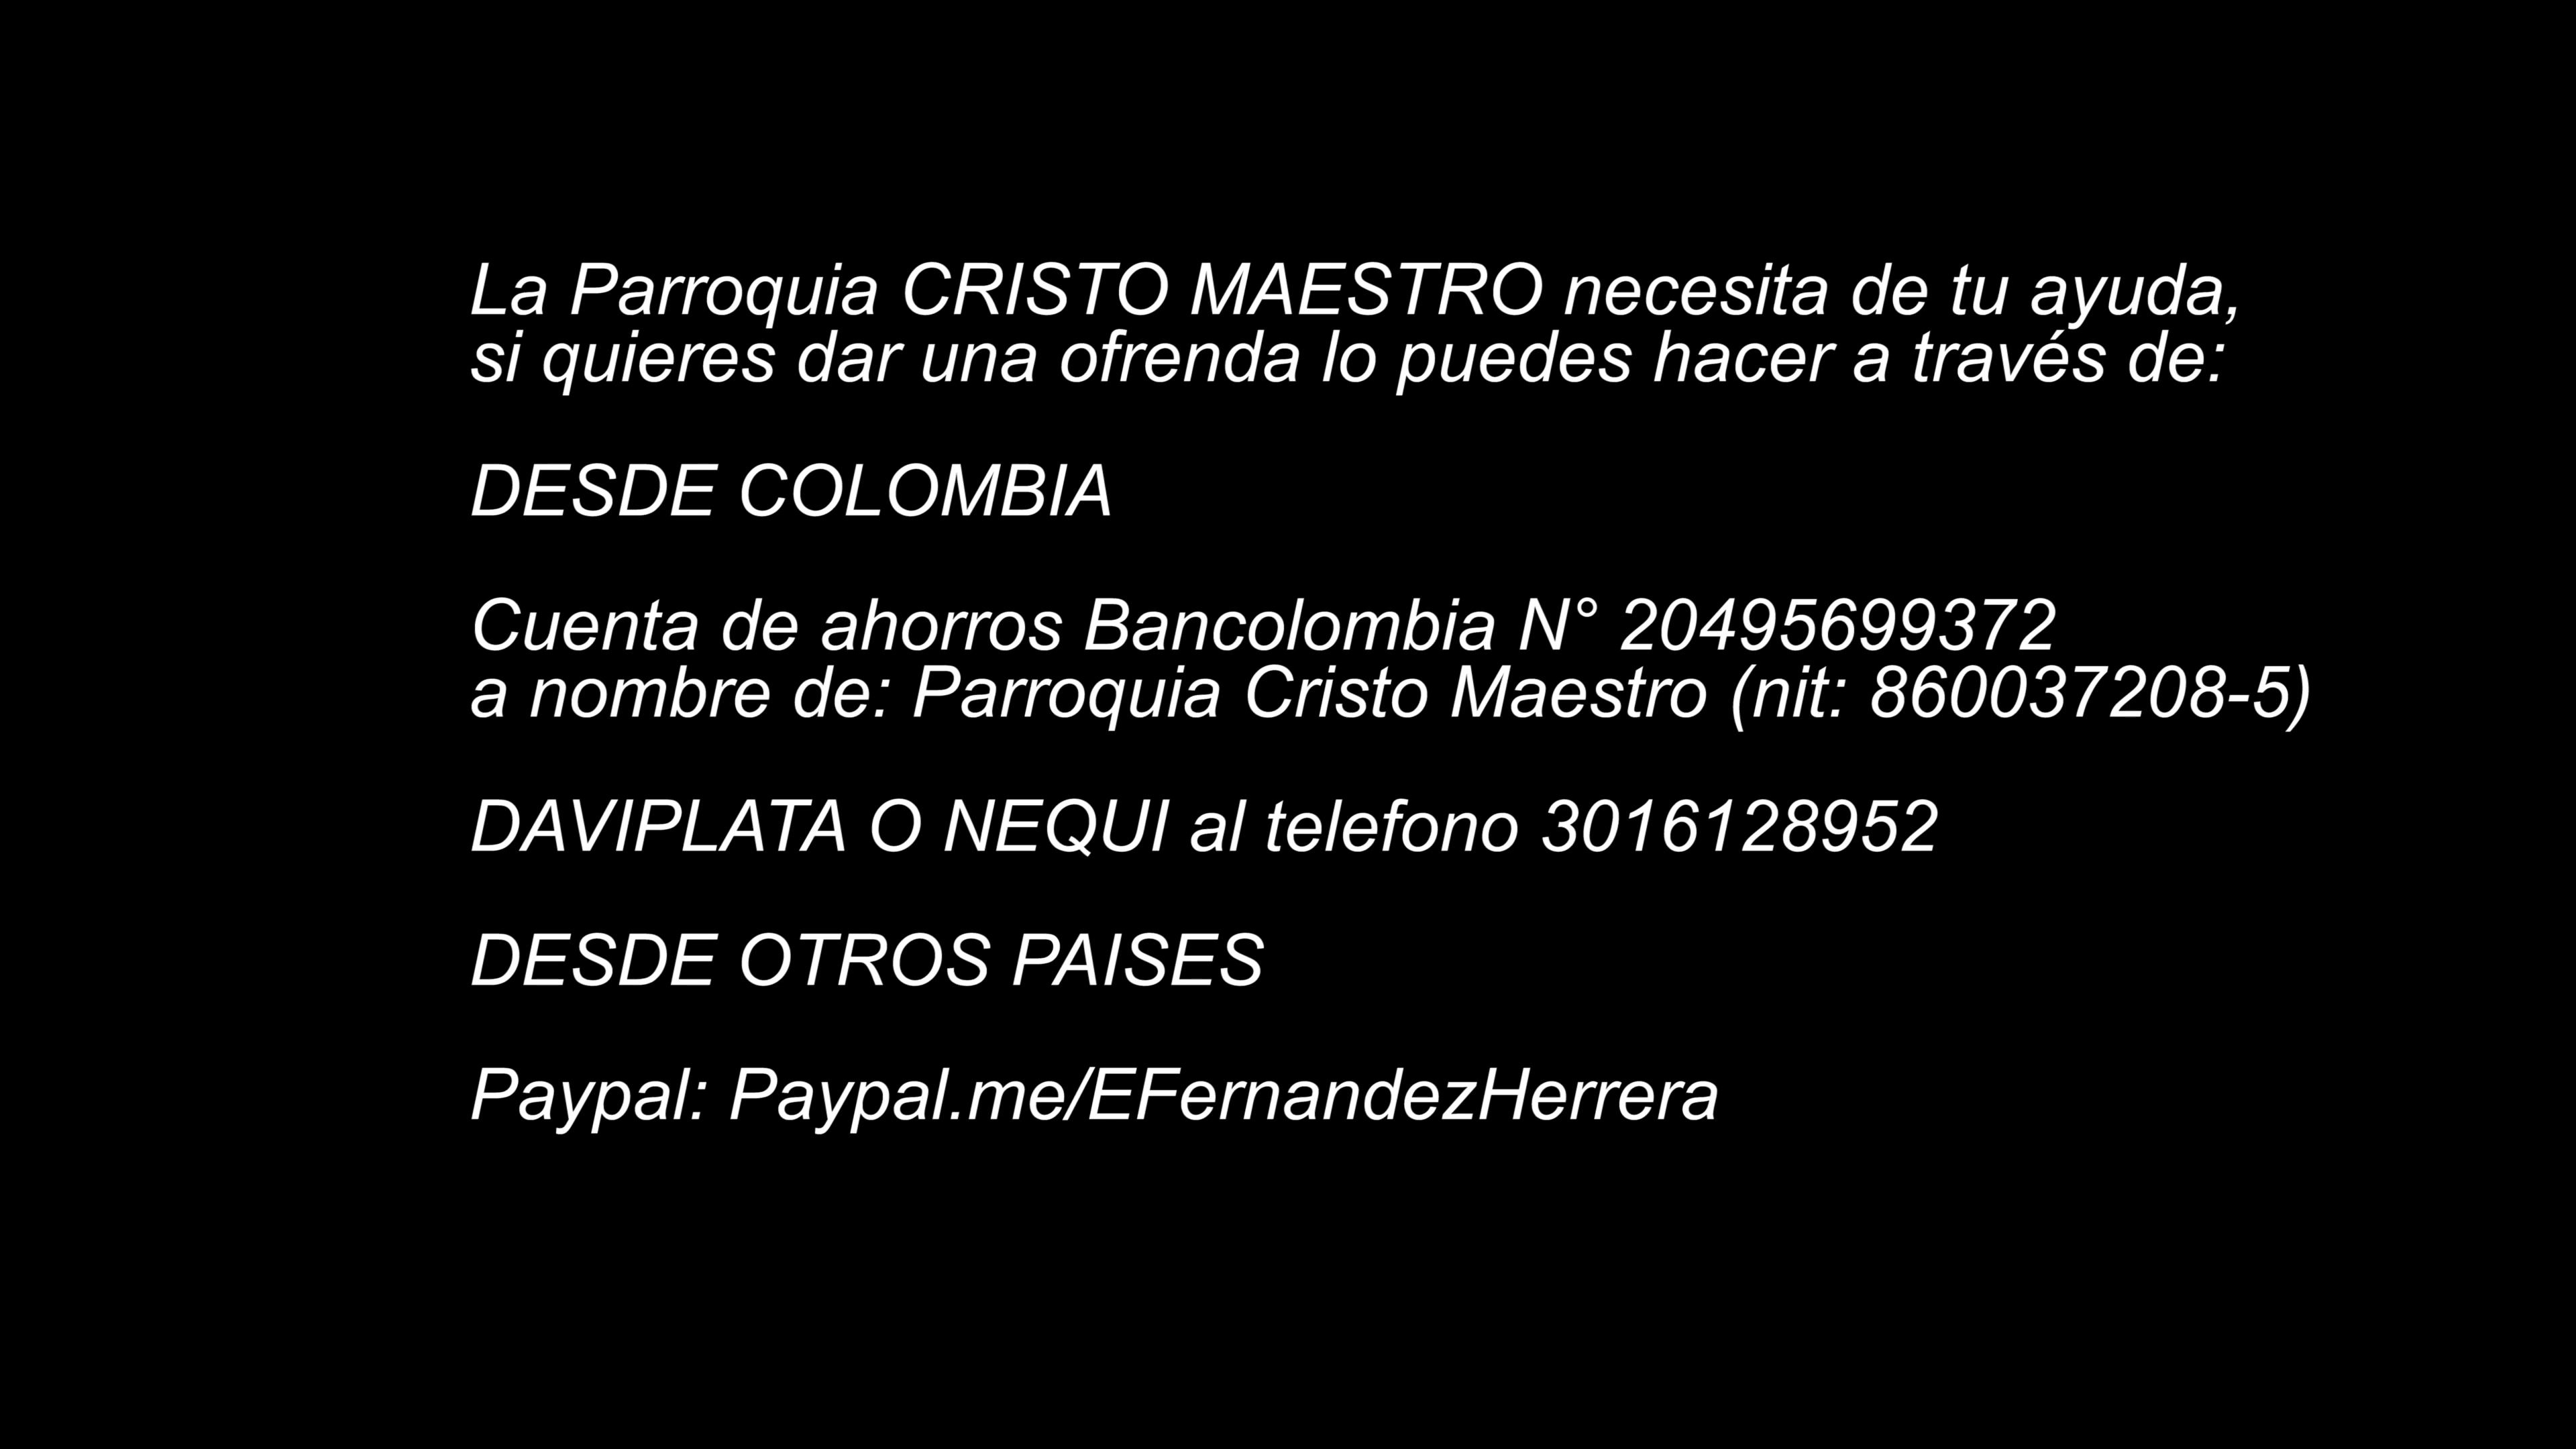 La Parroquia CRISTO MAESTRO necesita de tu ayuda,
si quieres dar una ofrenda lo puedes hacer a través de:
DESDE COLOMBIA
Cuenta de ahorros Bancolombia N° 20495699372
a nombre de: Parroquia Cristo Maestro (nit: 860037208-5)
DAVIPLATA O NEQUI al telefono 3016128952
DESDE OTROS PAISES
Paypal: Paypal.me/EFernandezHerrera